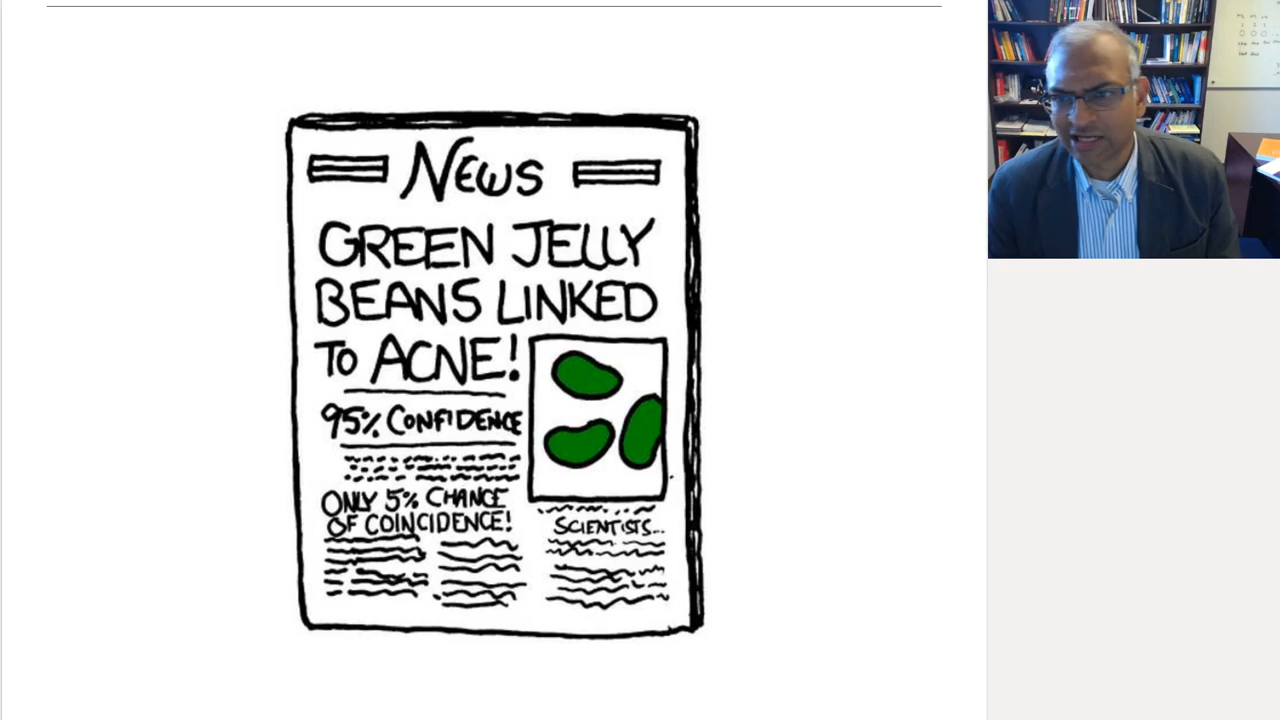 NEWS
GREEN JELLY
BEANS LINKED
TO ACNE!
95% CONFIDENCE
ONLY 5% CHANCE
OF COINCIDENCE!
SCIENTISTS...